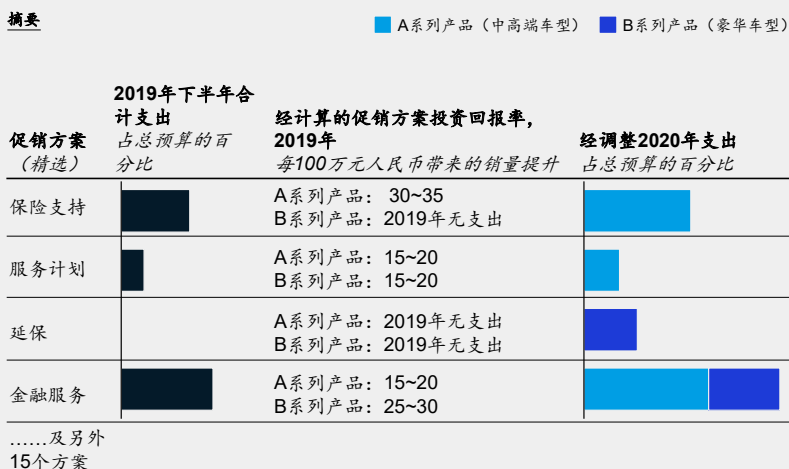 摘要
A系列产品（中高端车型）
B系列产品（豪华车型）
促销方案
（精选）
2019年下半年合
计支出
占总预算的百
分比
经计算的促销方案投资回报率，
2019年
每100万元人民币带来的销量提升
经调整2020年支出
占总预算的百分比
保险支持
A系列产品： 30~35
B系列产品：2019年无支出
服务计划
A系列产品：15~20
B系列产品：15~20
延保
A系列产品：2019年无支出
B系列产品：2019年无支出
金融服务
A系列产品：15~20
B系列产品：25~30
……及另外
15个方案